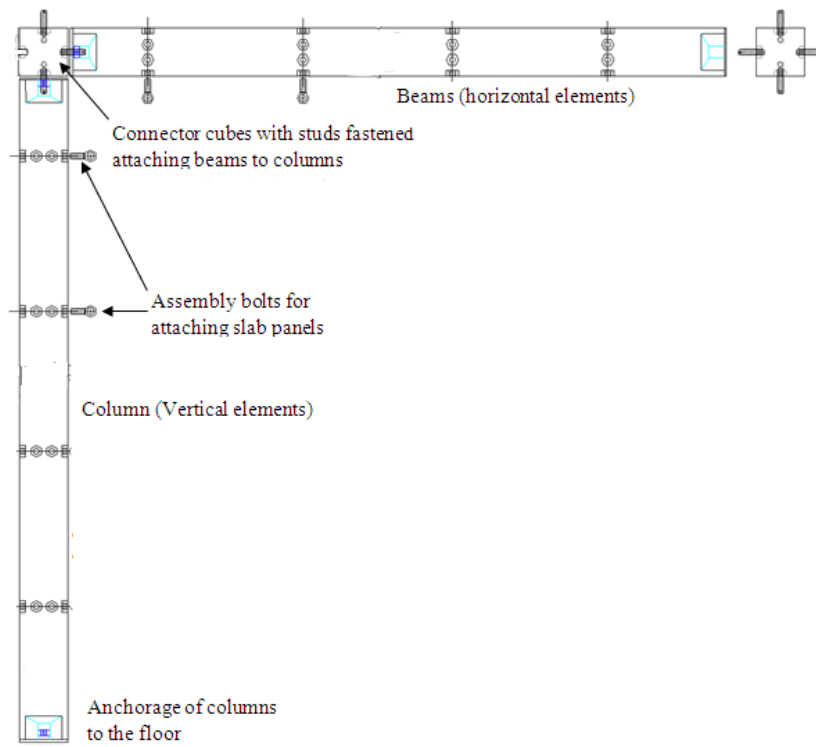 Beams (horizontal elements)
Connector cubes with studs fastened
attaching beams to columns
Assembly bolts for
attaching slab panels
Column (Vertical elements)
Anchorage of columns
to the floor